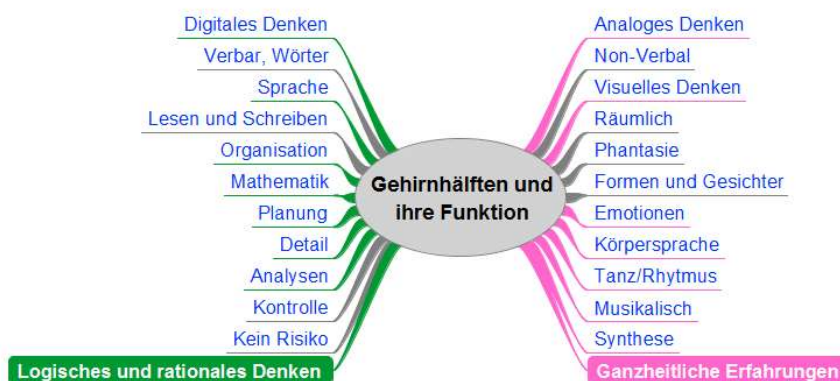 Digitales Denken
Verbar, Wörter
Sprache
Lesen und Schreiben
Organisation
Mathematik
Planung
Detail
Analysen
Kontrolle
Kein Risiko
Logisches und rationales Denken
Gehirnhälften und
ihre Funktion
Analoges Denken
Non-Verbal
Visuelles Denken
Räumlich
Phantasie
Formen und Gesichter
Emotionen
Körpersprache
Tanz/Rhytmus
Musikalisch
Synthese
Ganzheitliche Erfahrungen